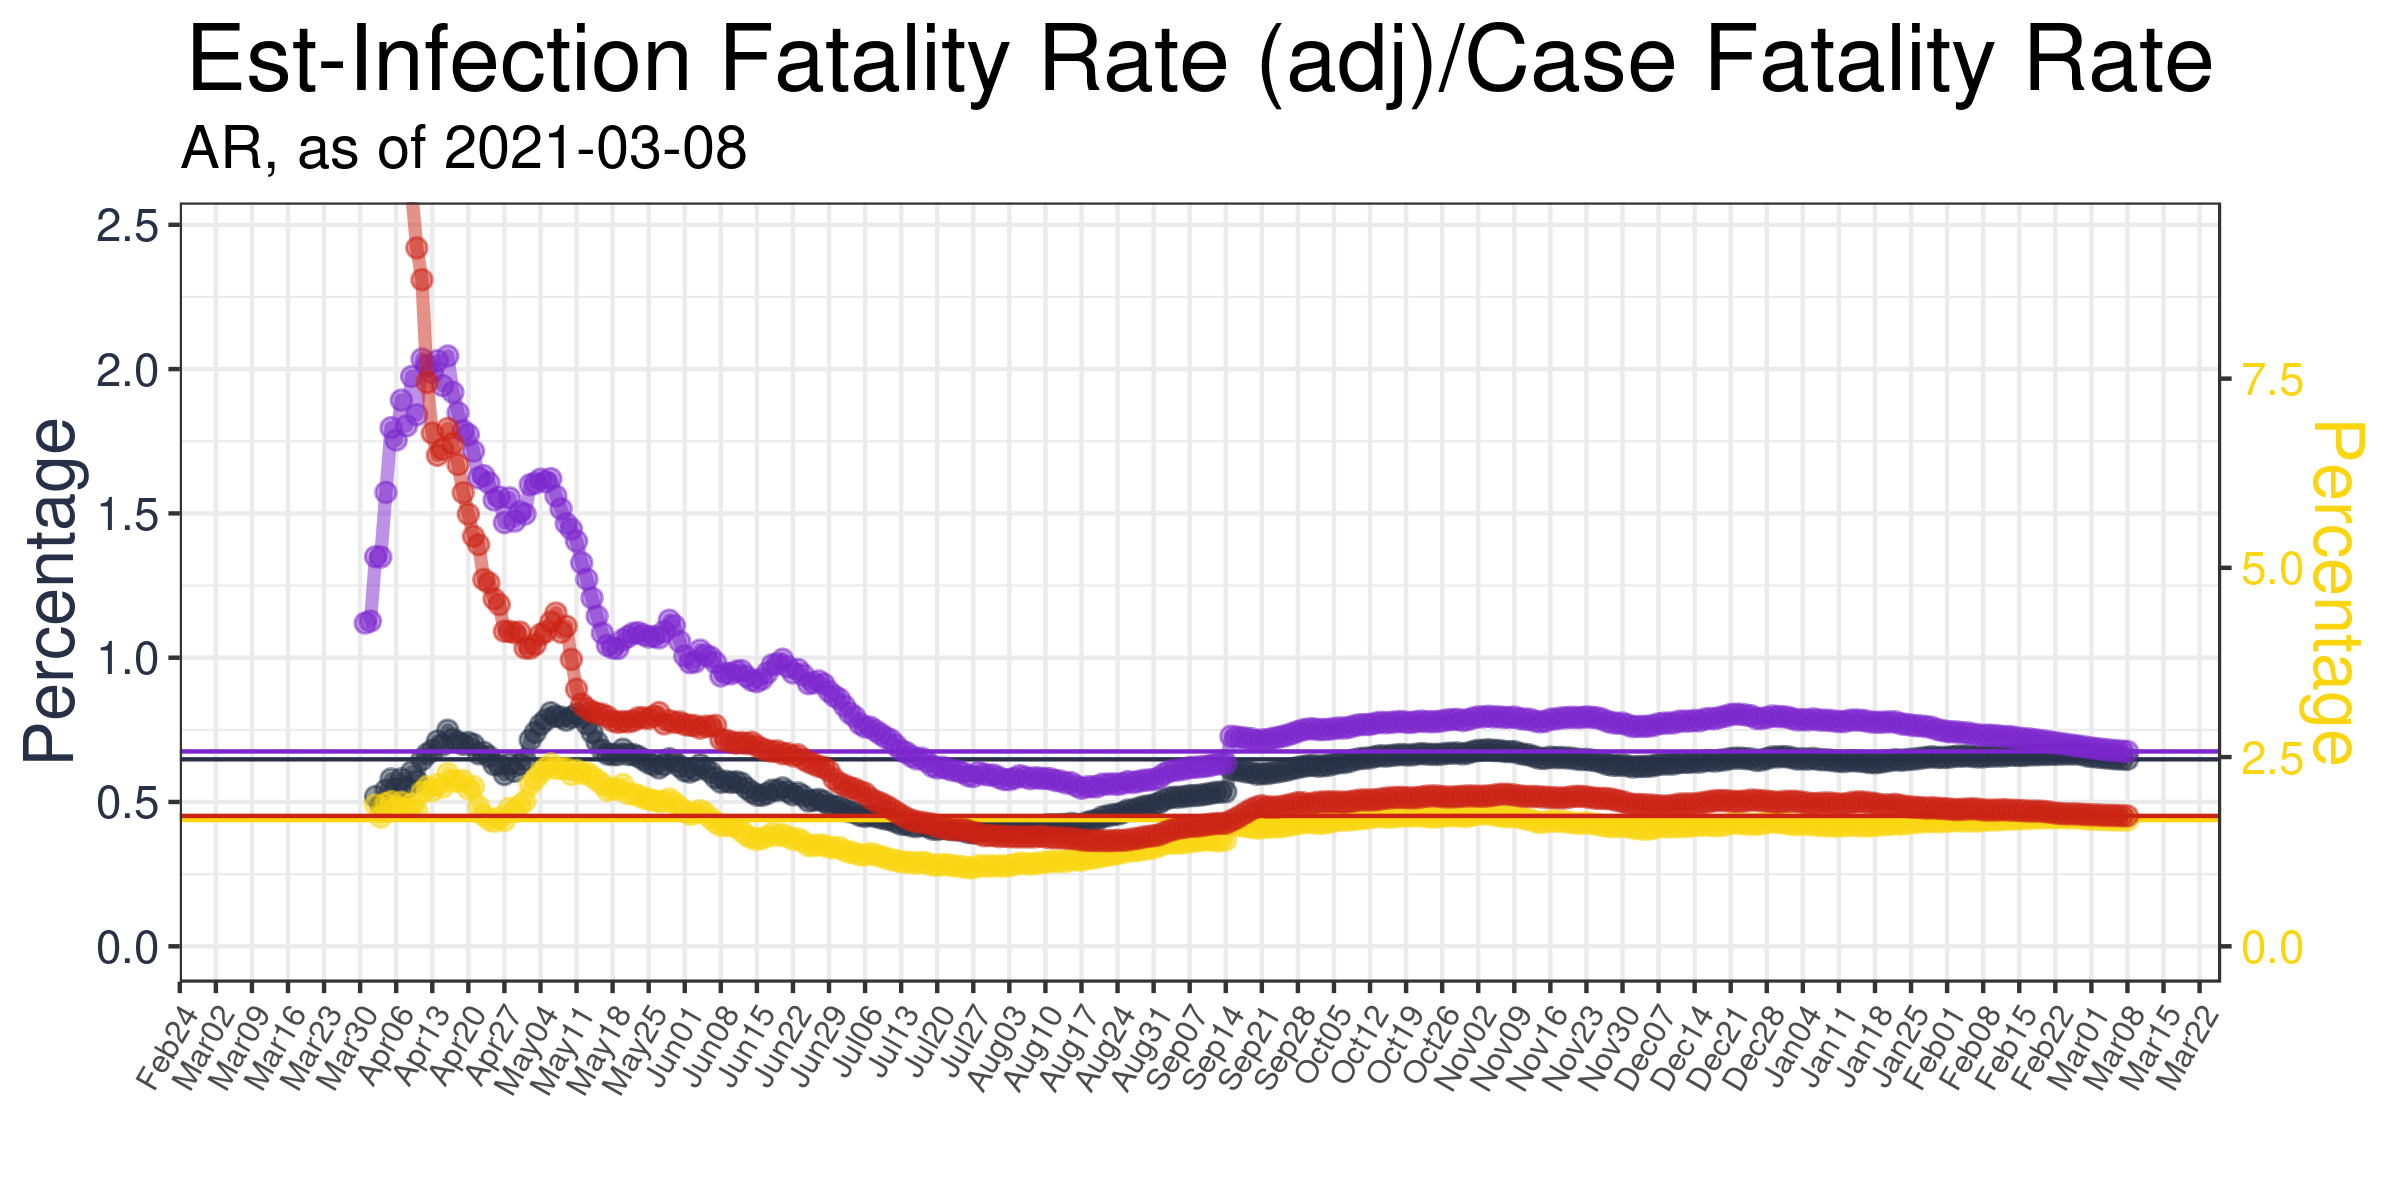 Est-Infection Fatality Rate (adj)/Case Fatality Rate
AR, as of 2021-03-08
Percentage
2.5
2.0
1.5
1.0
0.5
0.0
7.5
5.0
2.5
0.0
Percentage
Feb24
Mar02
Mar09
Mar16
Mar23
Mar30
Apr06
Apr13
Apr20
Apr27
May04
May11
May18
May25
Jun01
Jun08
Jun15
Jun22
Jun29
Jul06
Jul13
Jul20
Jul27
Aug03
Aug10
Aug17
Aug24
Aug31
Sep07
Sep14
Sep21
Sep28
Oct05
Oct12
Oct19
Oct26
Nov02
Nov09
Nov16
Nov23
Nov30
Dec07
Dec14
Dec21
Dec28
Jan04
Jan11
Jan18
Jan25
Feb01
Feb08
Feb15
Feb22
Mar01
Mar08
Mar15
Mar22